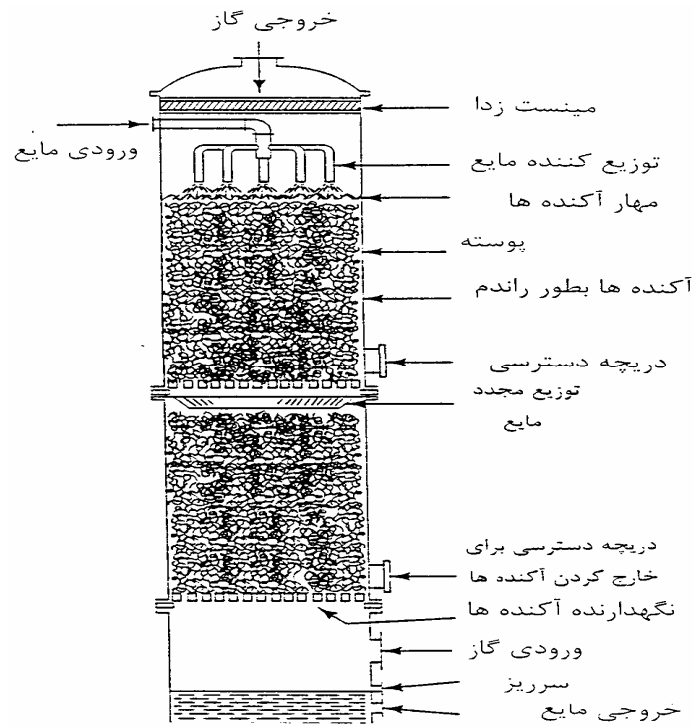 خروجی گاز
مینست زدا
ورودی مایع
توزیع کننده مایع
مهار آکنده ها
پوسته
آکنده ها بطور راندم
دریچه دسترسی
توزیع مجدد
مایع
دریچه دسترسی برای
خارج کردن آکنده ها
نگهدارنده آکنده ها
ورودی گاز
سرریز
خروجی مایع